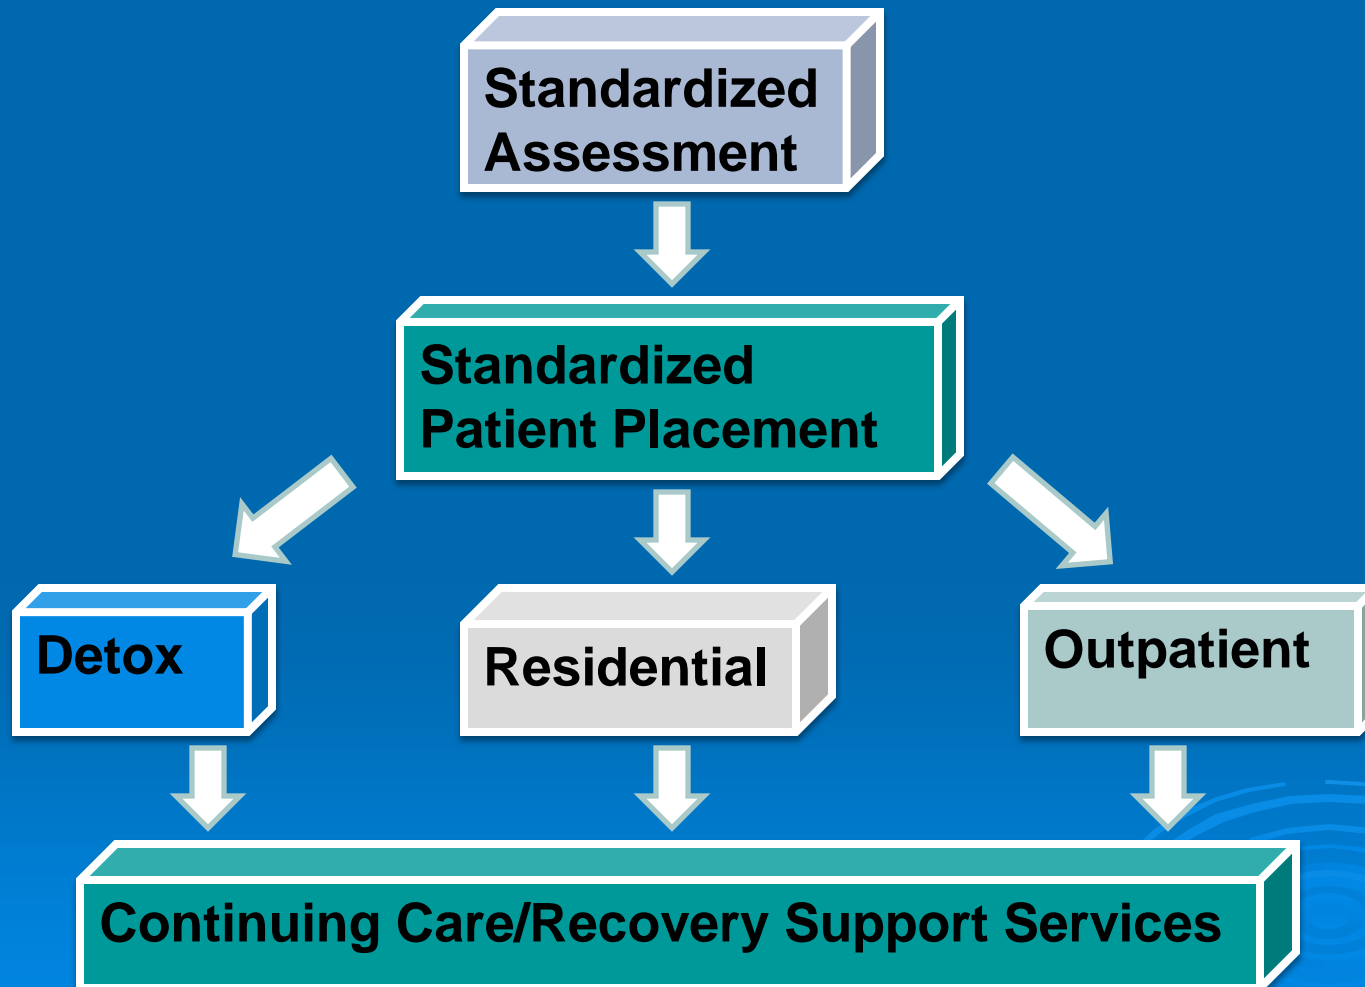 Standardized
Assessment
Standardized
Patient Placement
Detox
Residential
Outpatient
Continuing Care/Recovery Support Services